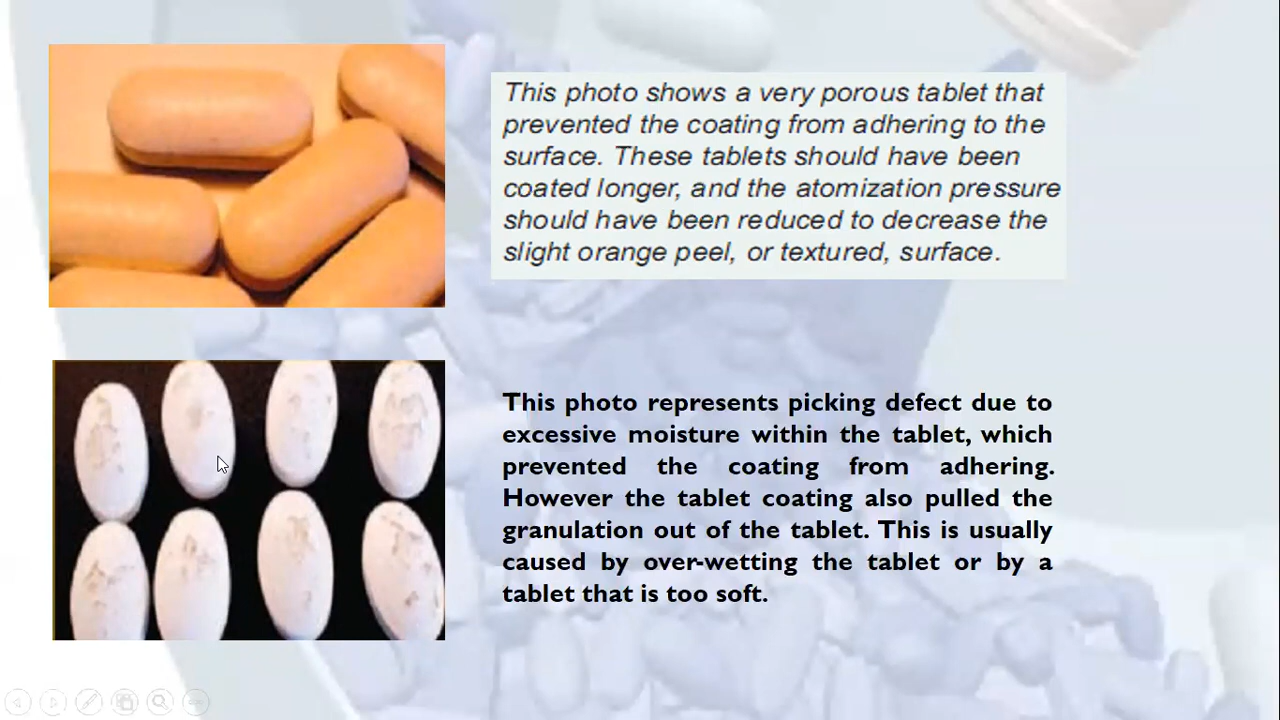 This photo shows a very porous tablet that
prevented the coating from adhering to the
surface. These tablets should have been
coated longer, and the atomization pressure
should have been reduced to decrease the
slight orange peel, or textured, surface.
This photo represents picking defect due to
excessive moisture within the tablet, which
prevented the coating from adhering.
However the tablet coating also pulled the
granulation out of the tablet. This is usually
caused by over-wetting the tablet or by a
tablet that is too soft.